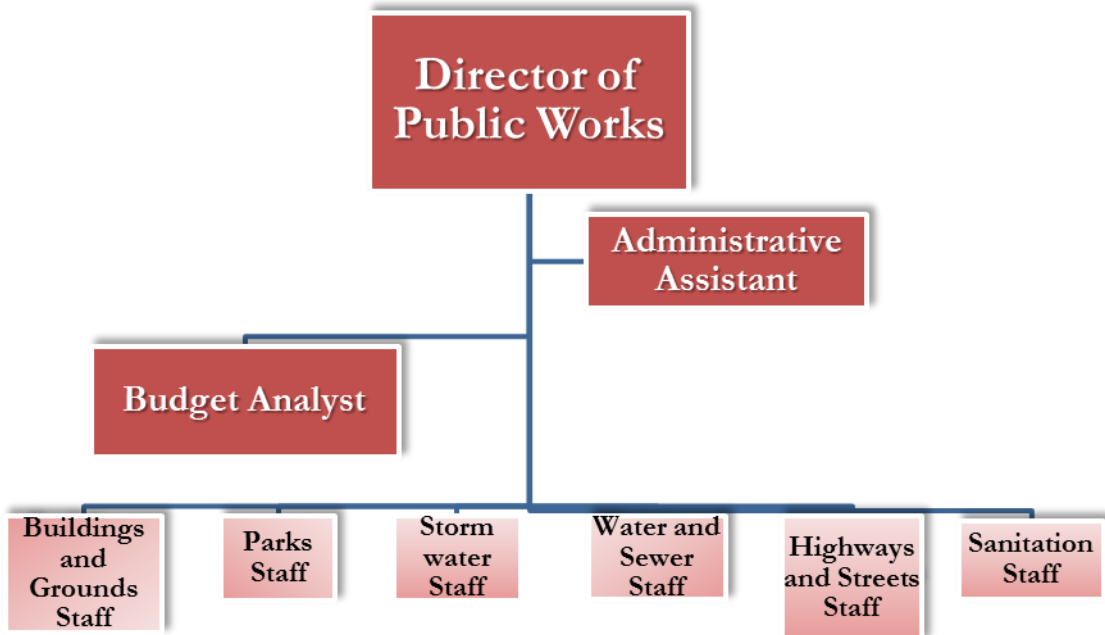 Director of
Public Works
Administrative
Assistant
Budget Analyst
Buildings
and
Grounds
Staff
Parks
Staff
Storm
water
Staff
Water and
Sewer
Staff
Highways
and Streets
Staff
Sanitation
Staff